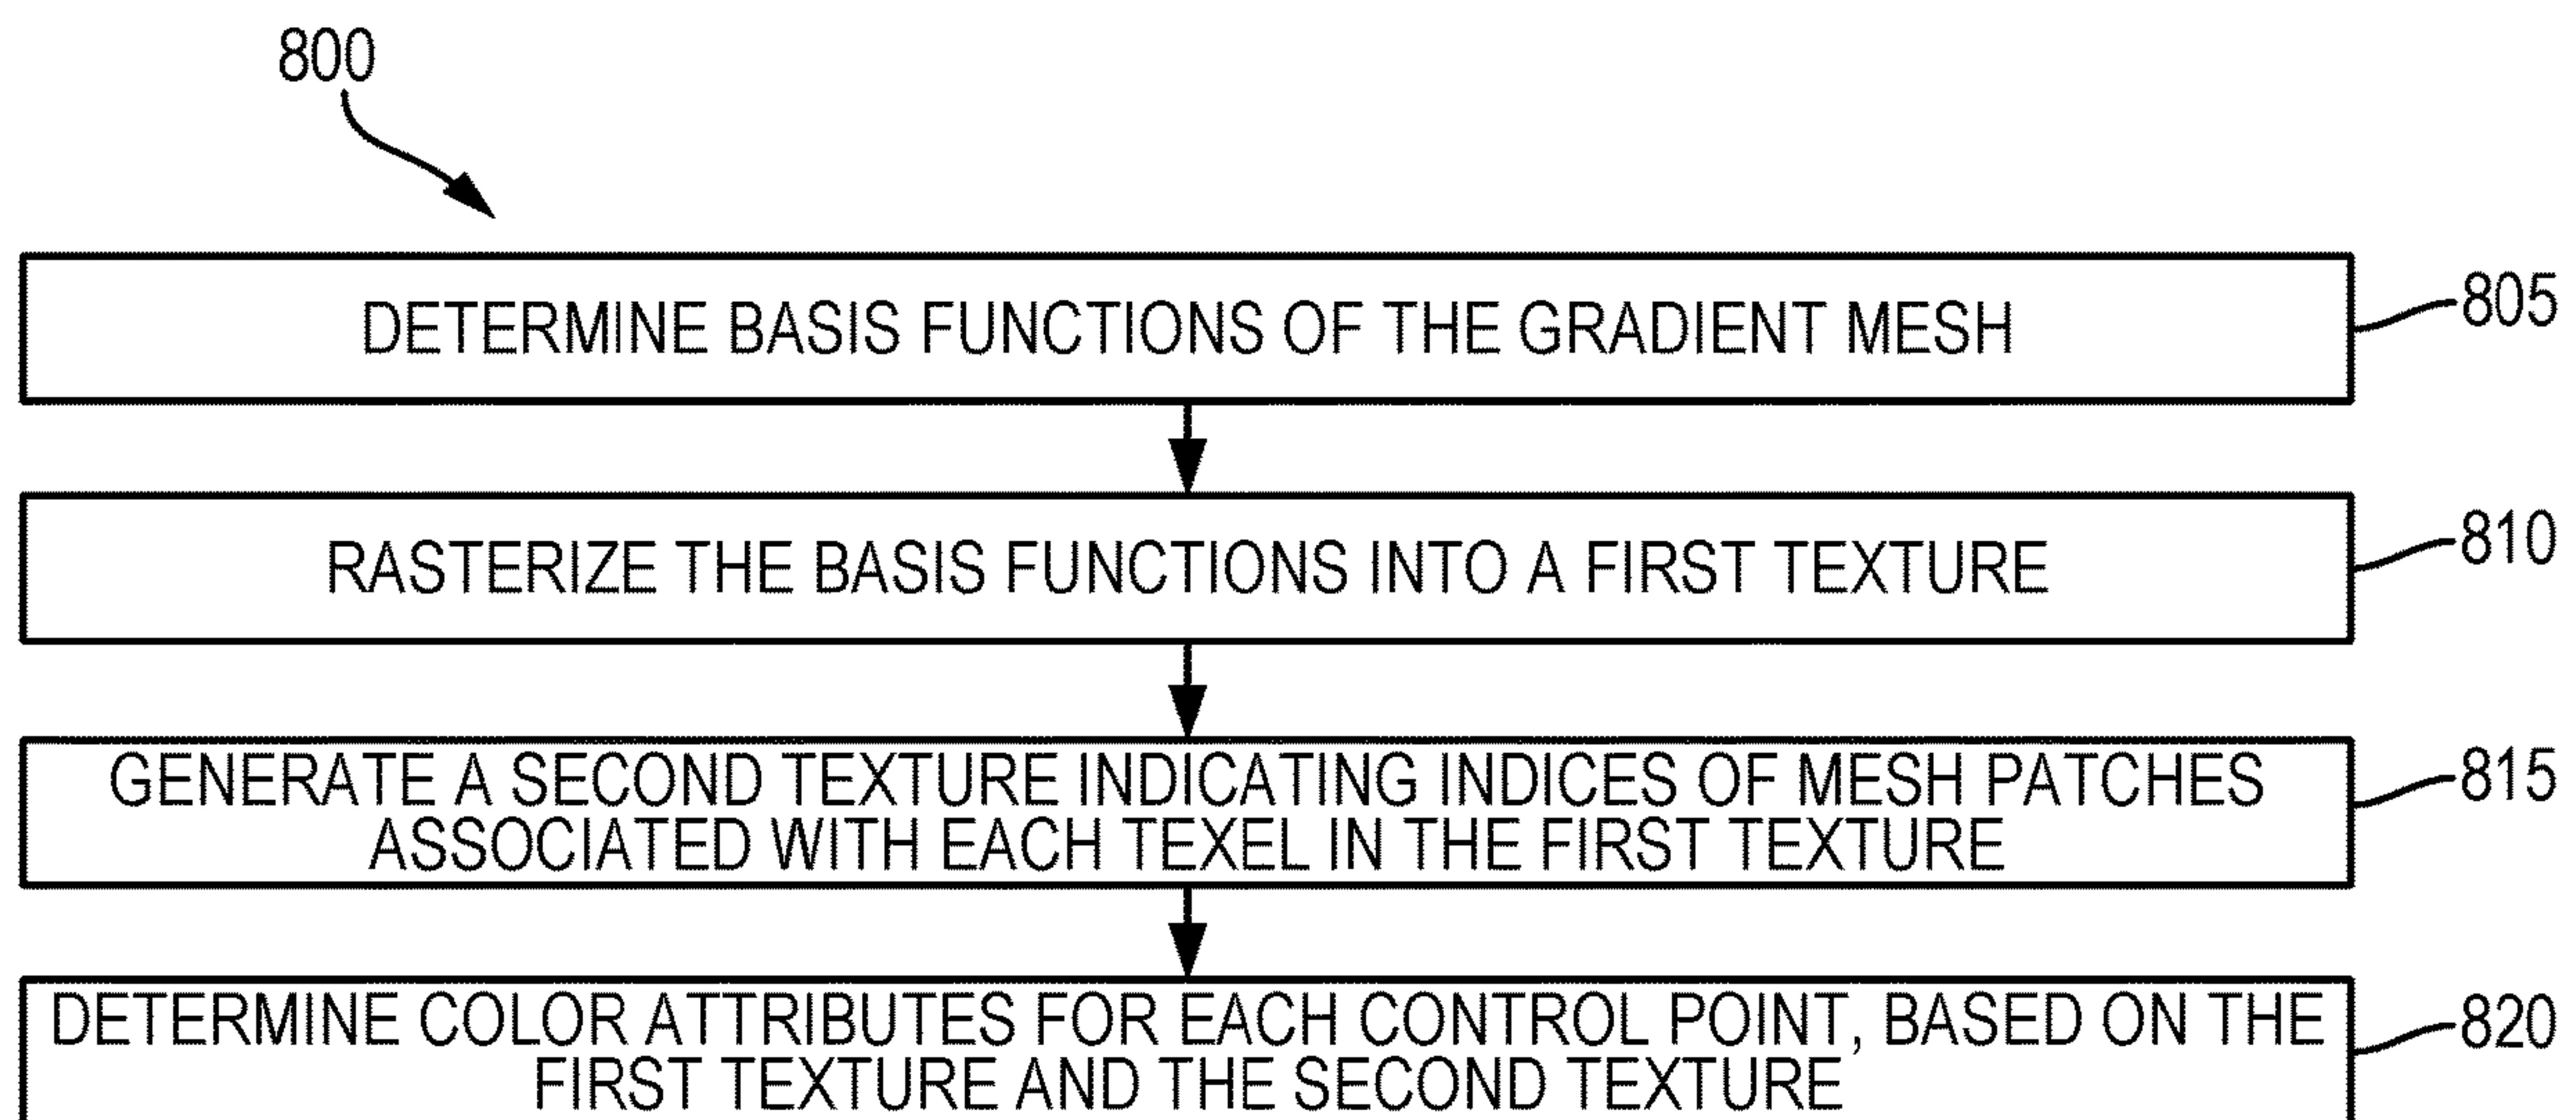 800
DETERMINE BASIS FUNCTIONS OF THE GRADIENT MESH
805
RASTERIZE THE BASIS FUNCTIONS INTO A FIRST TEXTURE
810
GENERATE A SECOND TEXTURE INDICATING INDICES OF MESH PATCHES
ASSOCIATED WITH EACH TEXEL IN THE FIRST TEXTURE
815
DETERMINE COLOR ATTRIBUTES FOR EACH CONTROL POINT, BASED ON THE
FIRST TEXTURE AND THE SECOND TEXTURE
820